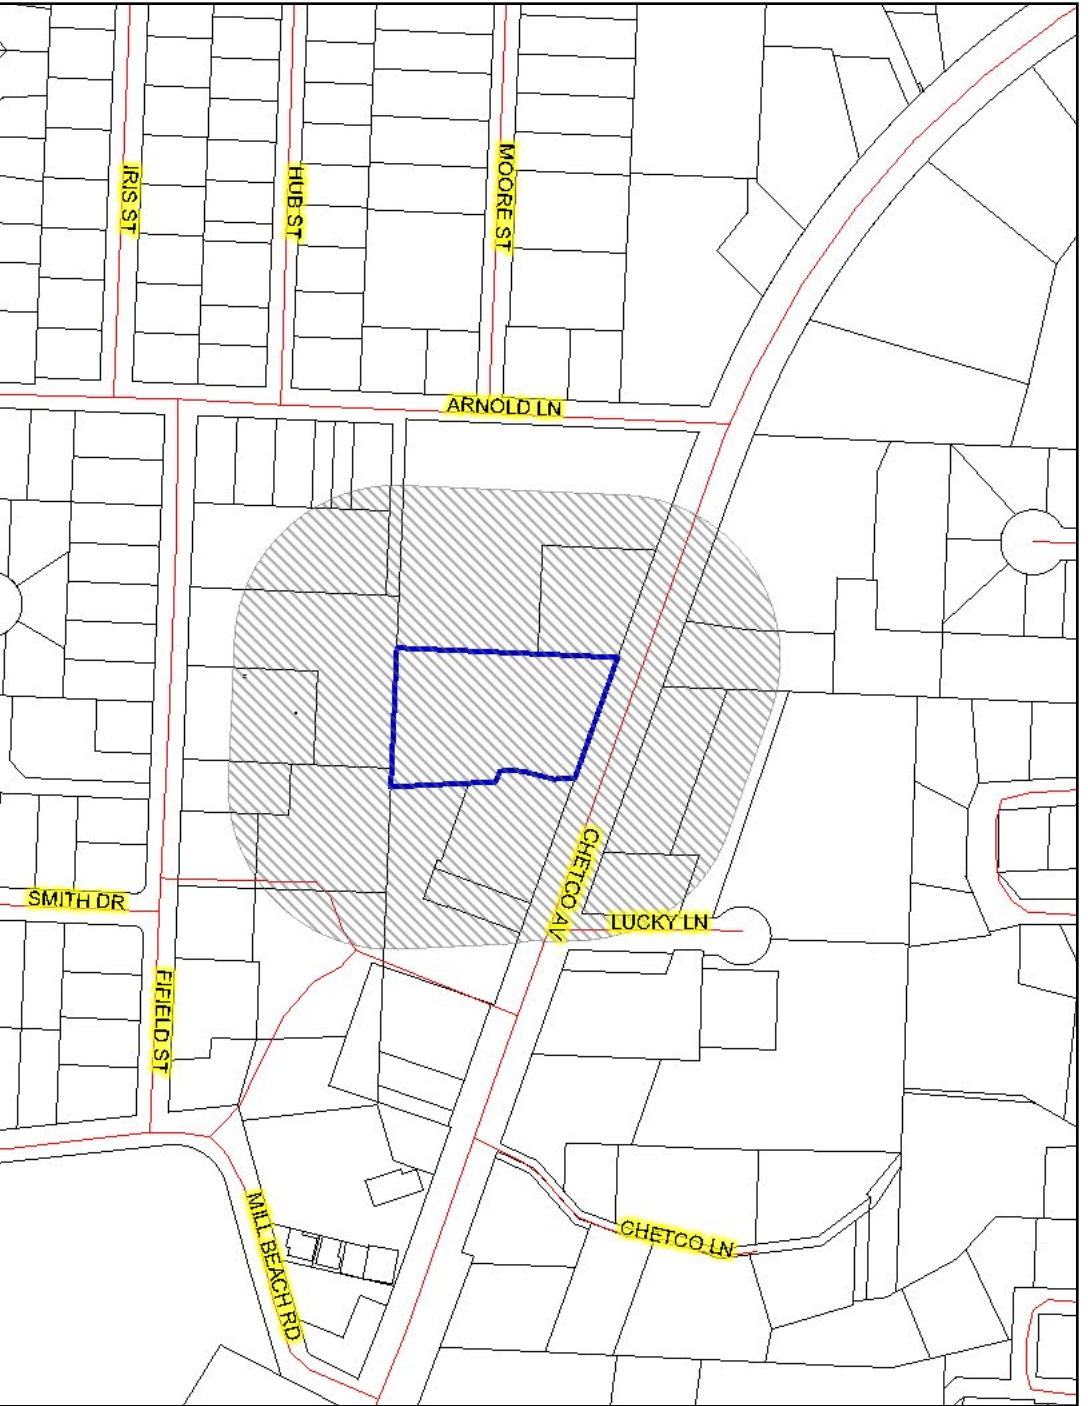 IRIS ST
HUB ST
MOORE ST
ARNOLD LN
CHETCO AV
SMITH DR
LUCKY LN
FIFIELD ST
MILL BEACH RD
CHETCO LN